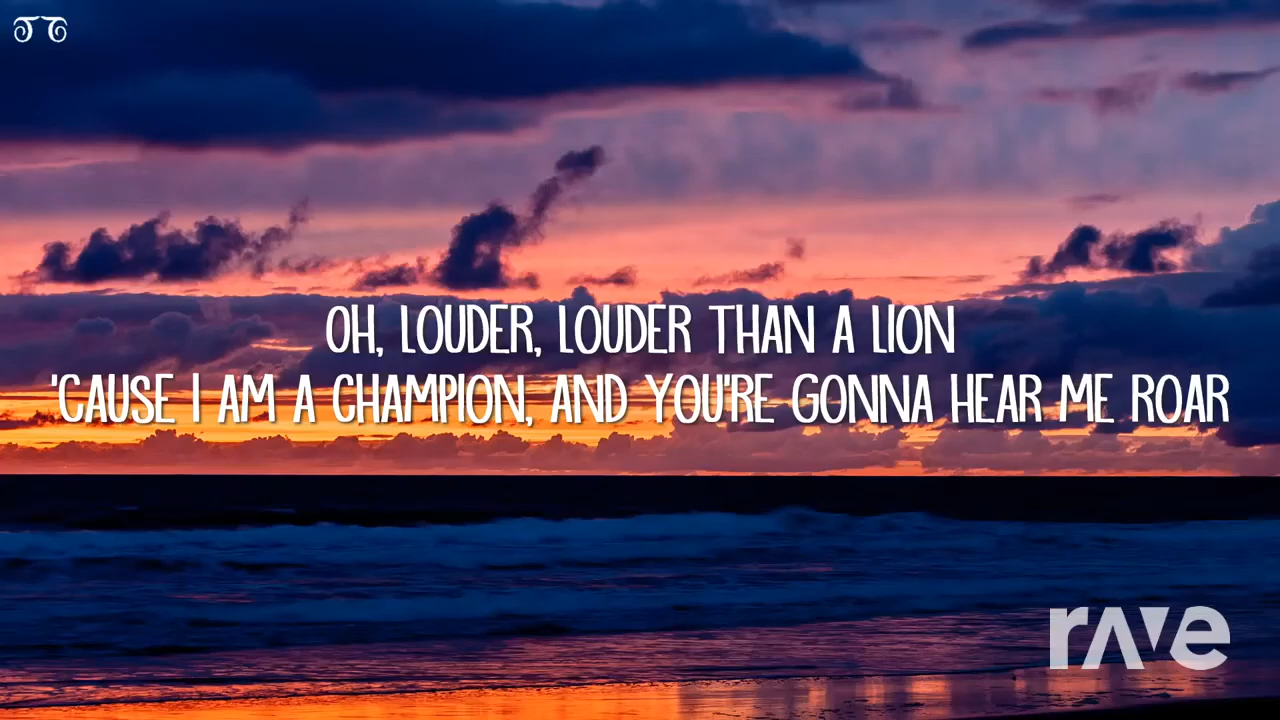 OH, LOUDER, LOUDER THAN A LION
'CAUSE I AM A CHAMPION, AND YOU'RE GONNA HEAR ME ROAR
rave